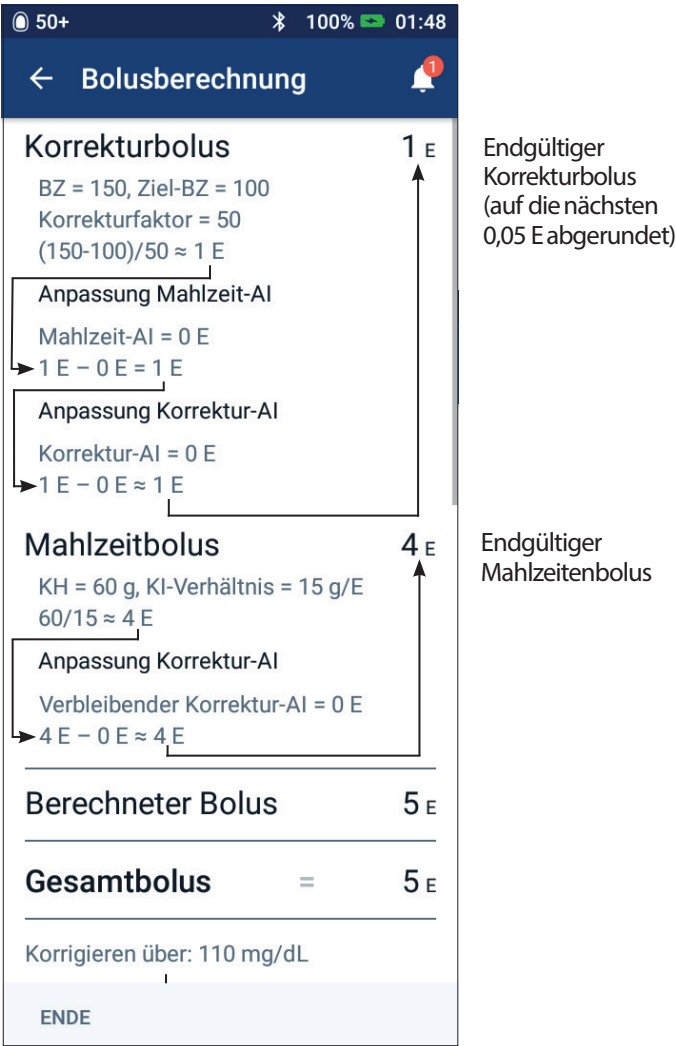 50+ 100% 01:48
Bolusberechnung 1
Korrekturbolus 1 E
BZ = 150, Ziel-BZ = 100
Korrekturfaktor = 50
(150-100)/50 ≈ 1 E
Anpassung Mahlzeit-AI
Mahlzeit-AI = 0 E
1 E – 0 E = 1 E
Anpassung Korrektur-AI
Korrektur-AI = 0 E
1 E – 0 E ≈ 1 E
Endgültiger
Korrekturbolus
(auf die nächsten
0,05 E abgerundet)
Mahlzeitbolus 4 E
KH = 60 g, KI-Verhältnis = 15 g/E
60/15 ≈ 4 E
Anpassung Korrektur-AI
Verbleibender Korrektur-AI = 0 E
4 E – 0 E ≈ 4 E
Endgültiger
Mahlzeitenbolus
Berechneter Bolus 5 E
Gesamtbolus = 5 E
Korrigieren über: 110 mg/dL
ENDE